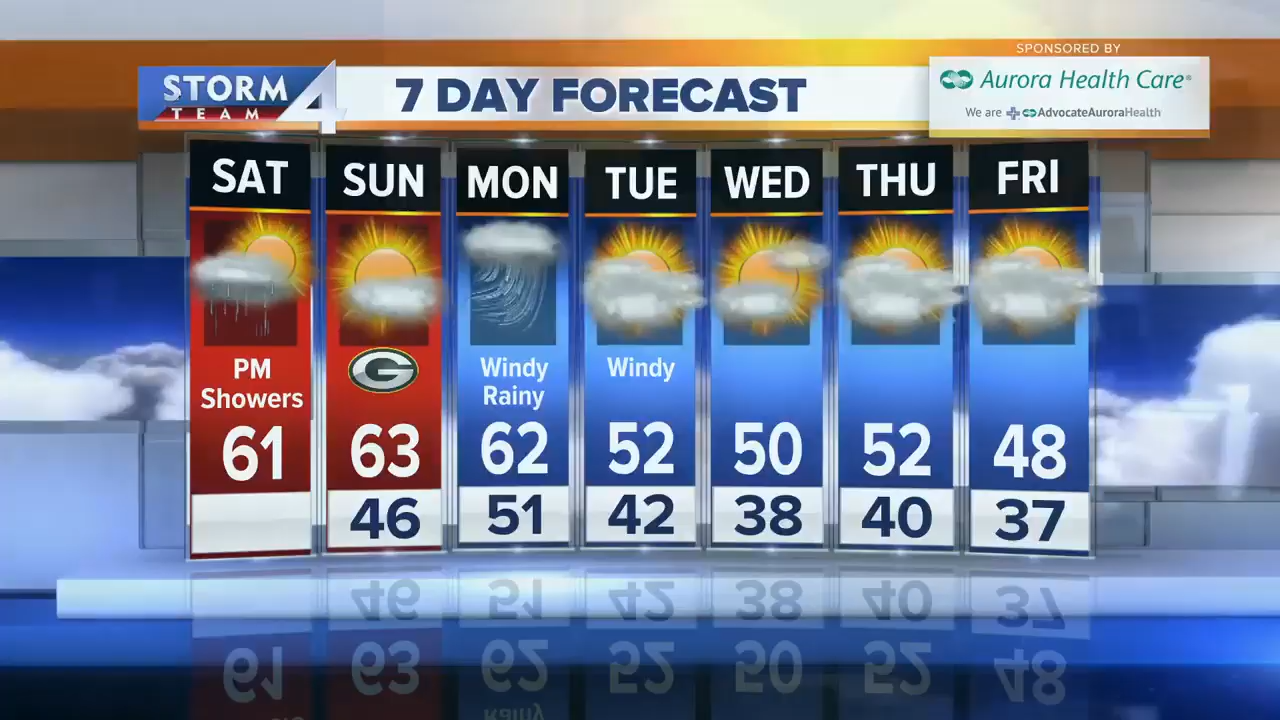 SPONSORED BY
STORM
TEAM 4
7 DAY FORECAST
Aurora Health Care®
We are AdvocateAuroraHealth
SAT SUN MON TUE WED THU FRI
G
PM
Showers
Windy
Rainy
Windy
61 63 62 52 50 52 48
46 51 42 38 40 37